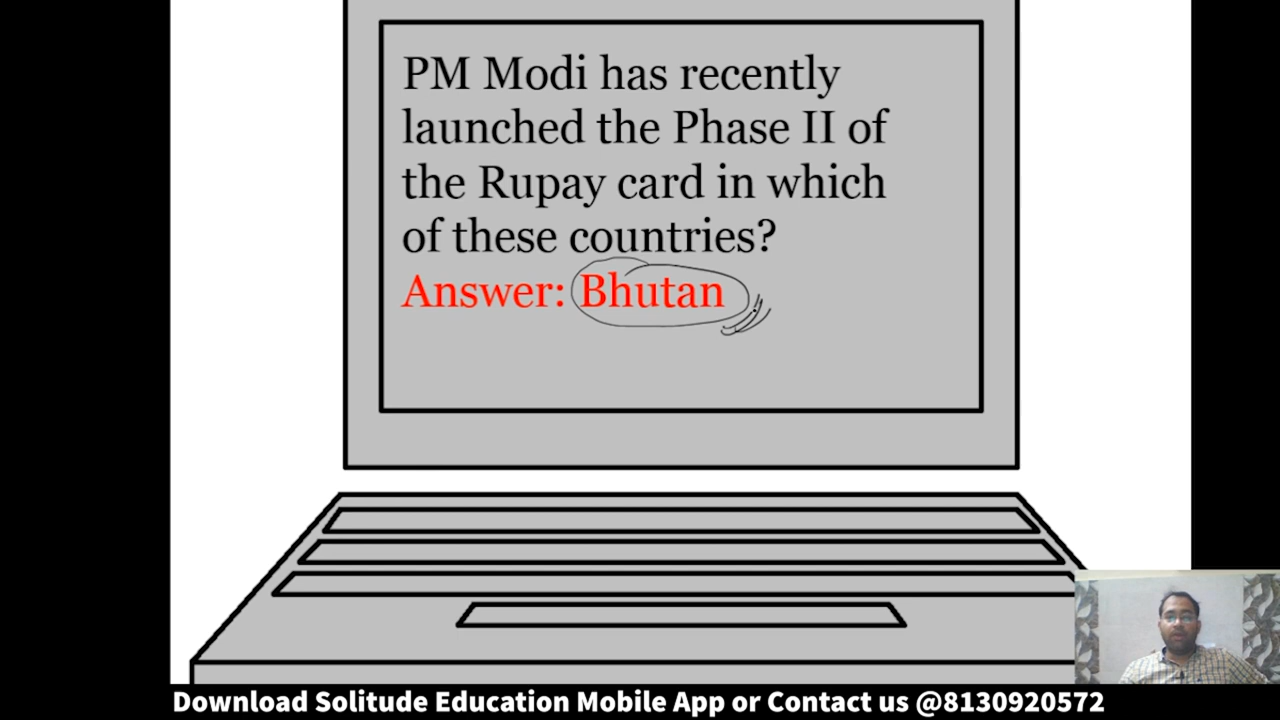 PM Modi has recently
launched the Phase II of
the Rupay card in which
of these countries?
Answer: Bhutan
Download Solitude Education Mobile App or Contact us @8130920572